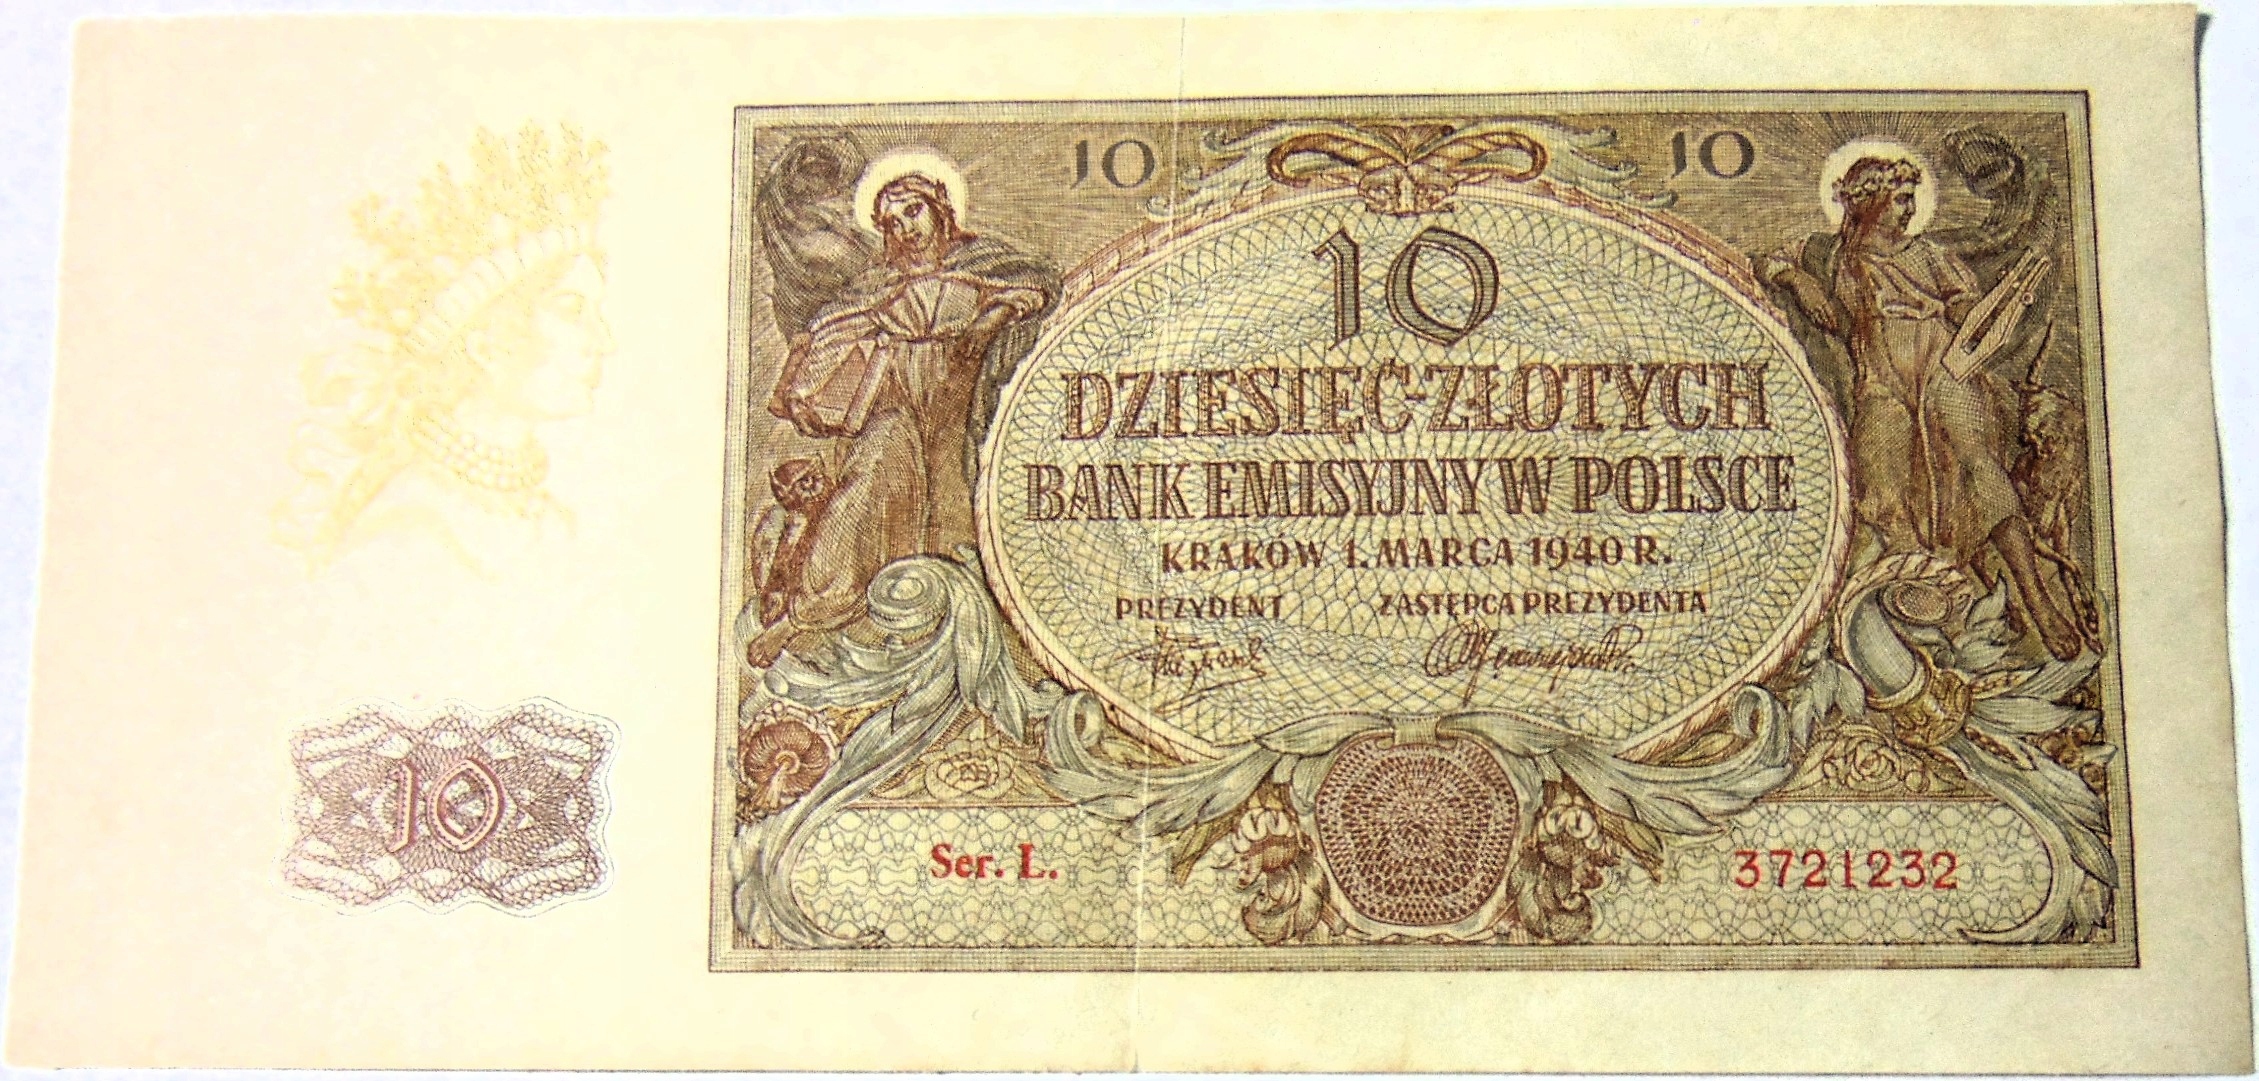 10 10
10
DZIESIĘĆ ZŁOTYCH
BANK EMISYJNY W POLSCE
KRAKÓW 1. MARCA 1940 R.
PREZYDENT ZASTĘPCA PREZYDENTA
10
Ser. L. 3721232